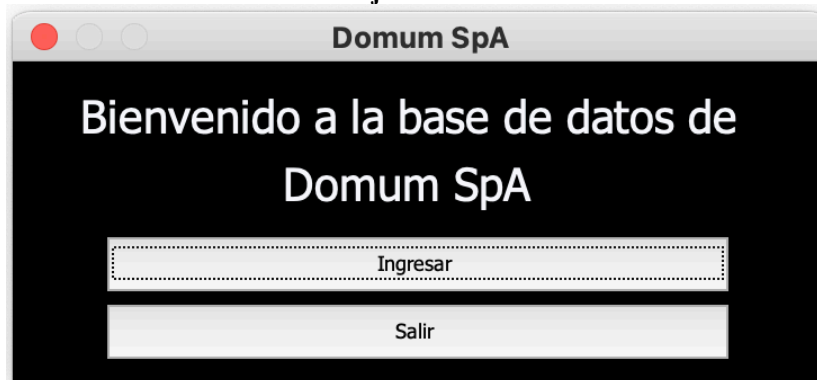 Domum SpA
Bienvenido a la base de datos de
Domum SpA
Ingresar
Salir